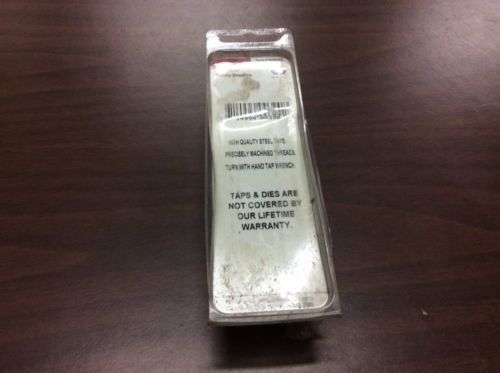 HIGH QUALITY STEEL TAPS.
PRECISELY MACHINED THREADS.
TURN WITH HAND TAP WRENCH.
TAPS & DIES ARE
NOT COVERED BY
OUR LIFETIME
WARRANTY.